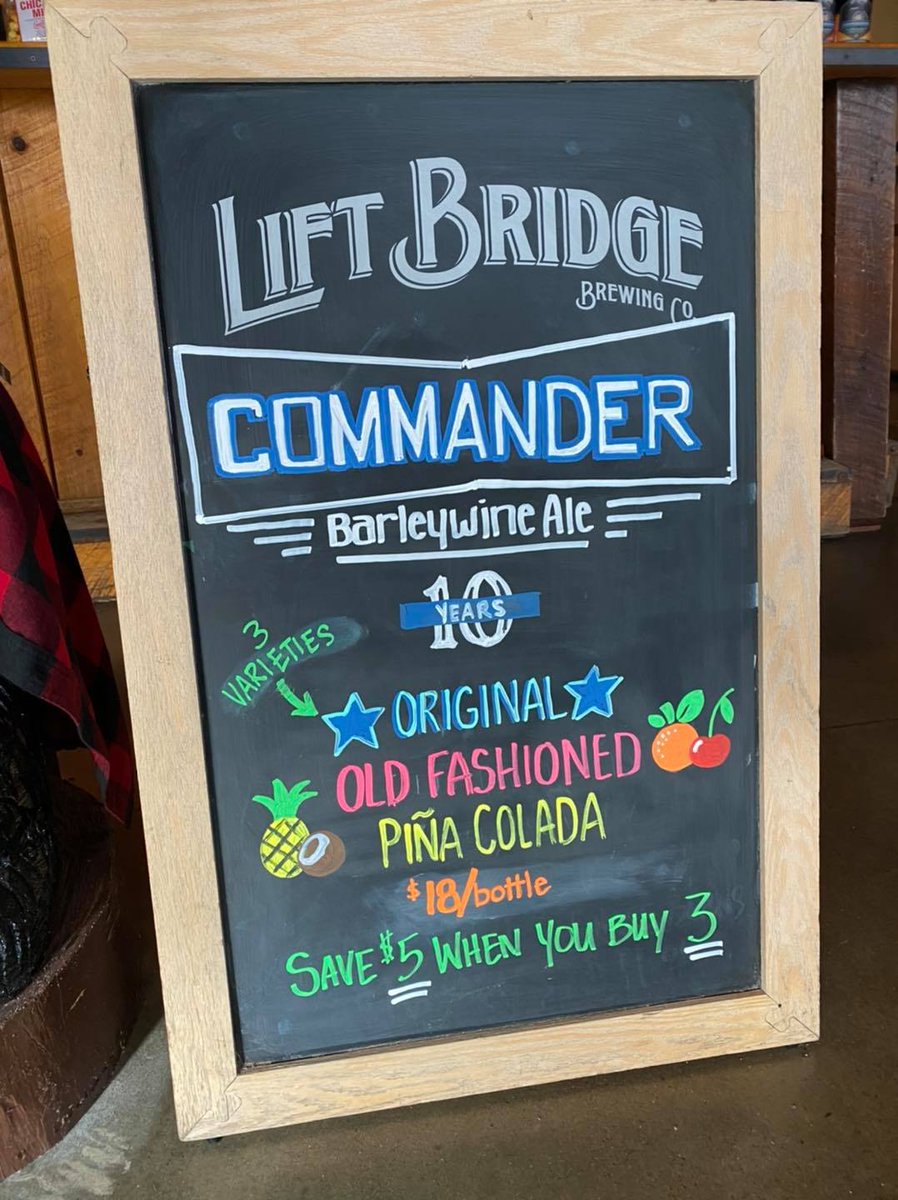 LIFT BRIDGE
BREWING CO.
COMMANDER
Barleywine Ale
10
YEARS
3
VARIETIES
ORIGINAL
OLD FASHIONED
PIÑA COLADA
$18/bottle
SAVE $5 WHEN YOU BUY 3